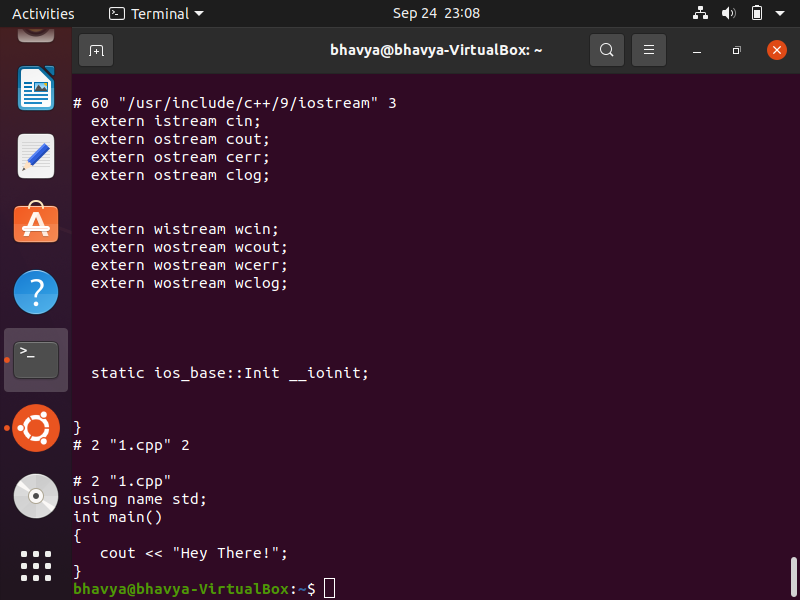 Activities Terminal Sep 24 23:08
bhavya@bhavya-VirtualBox: ~
# 60 "/usr/include/c++/9/iostream" 3
extern istream cin;
extern ostream cout;
extern ostream cerr;
extern ostream clog;
extern wistream wcin;
extern wostream wcout;
extern wostream wcerr;
extern wostream wclog;
static ios_base::Init __ioinit;
}
# 2 "1.cpp" 2
# 2 "1.cpp"
using name std;
int main()
{
cout << "Hey There!";
}
bhavya@bhavya-VirtualBox:~$